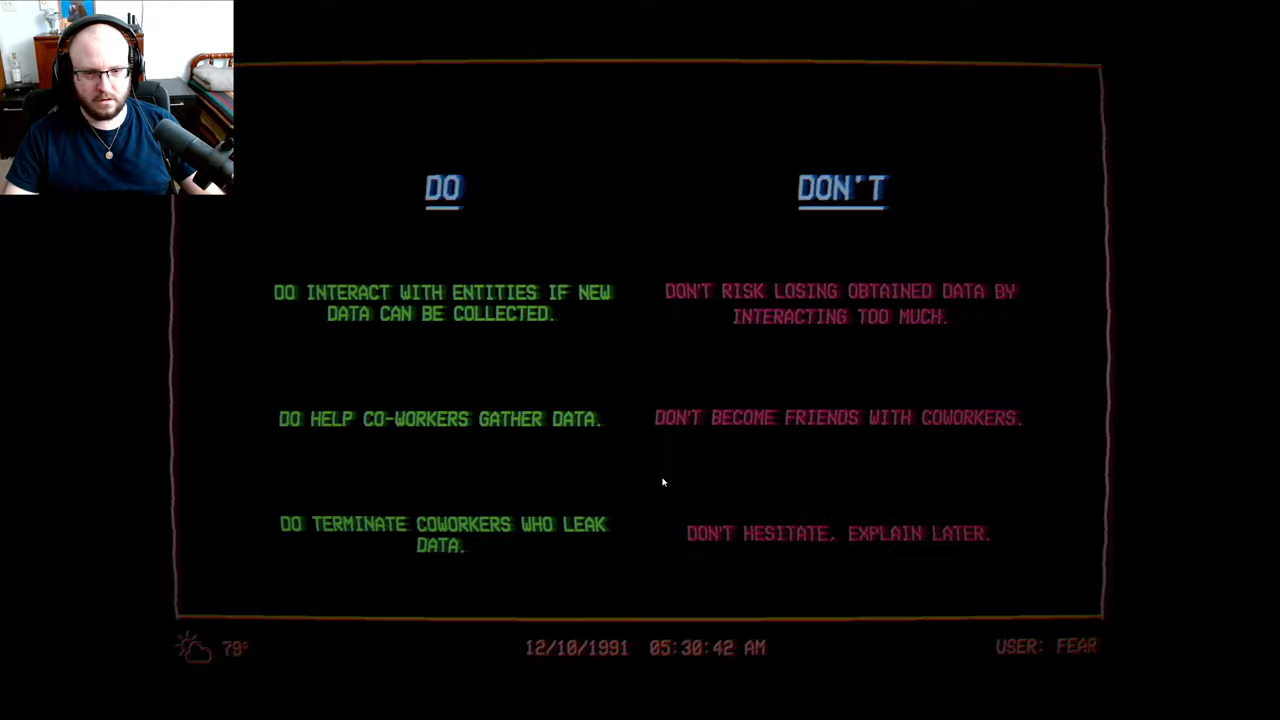 DO
DON'T
DO INTERACT WITH ENTITIES IF NEW
DATA CAN BE COLLECTED.
DON'T RISK LOSING OBTAINED DATA BY
INTERACTING TOO MUCH.
DO HELP CO-WORKERS GATHER DATA.
DON'T BECOME FRIENDS WITH COWORKERS.
DO TERMINATE COWORKERS WHO LEAK
DATA.
DON'T HESITATE, EXPLAIN LATER.
79°
12/10/1991 05:30:42 AM
USER: FEAR